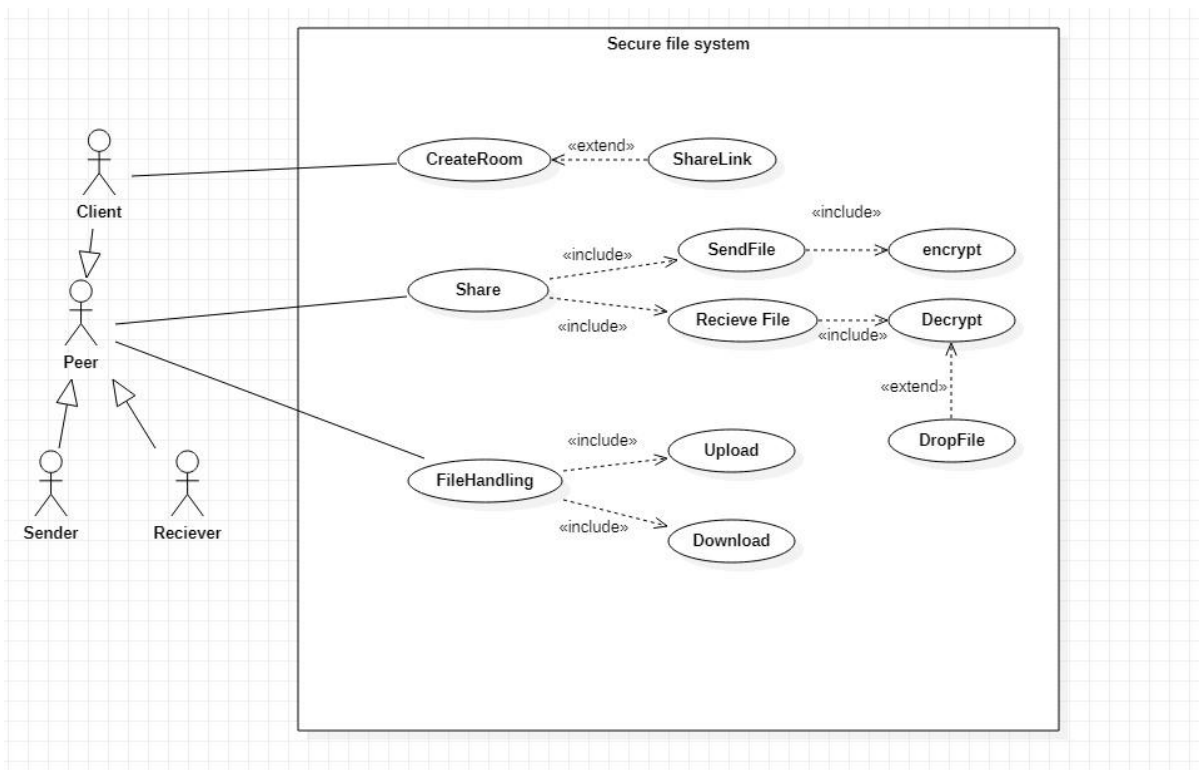 Secure file system
Client
CreateRoom
«extend»
ShareLink
Peer
Share
«include»
SendFile
«include»
encrypt
«include»
Recieve File
«include»
Decrypt
«extend»
DropFile
Sender
Reciever
FileHandling
«include»
Upload
«include»
Download